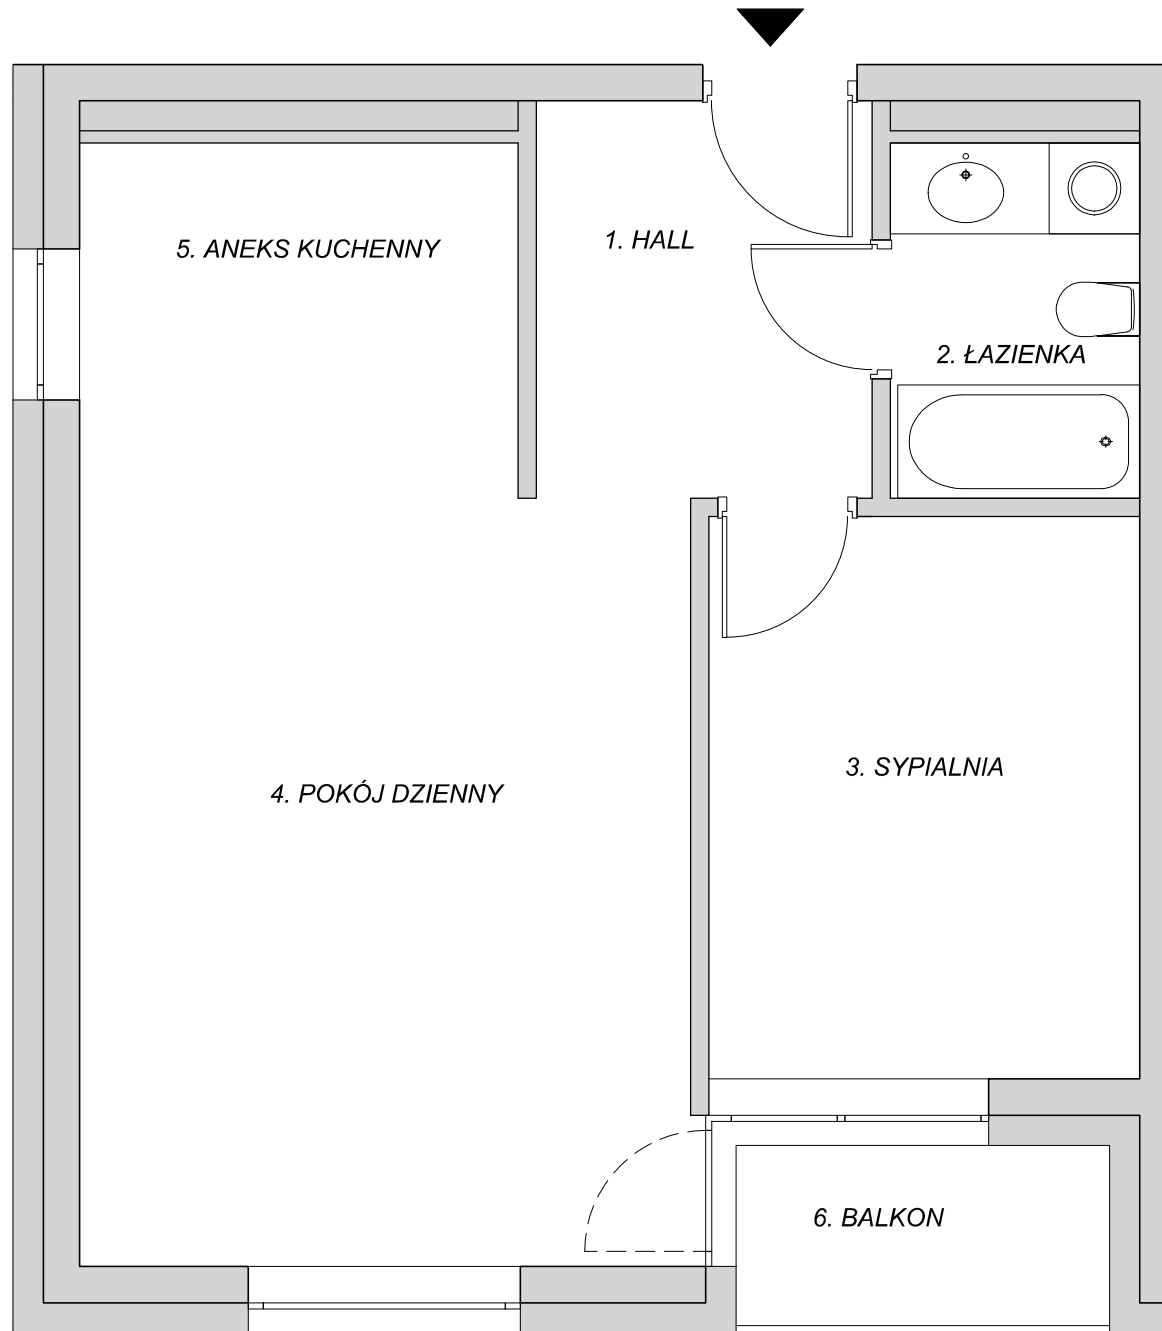 5. ANEKS KUCHENNY
1. HALL
2. ŁAZIENKA
3. SYPIALNIA
4. POKÓJ DZIENNY
6. BALKON